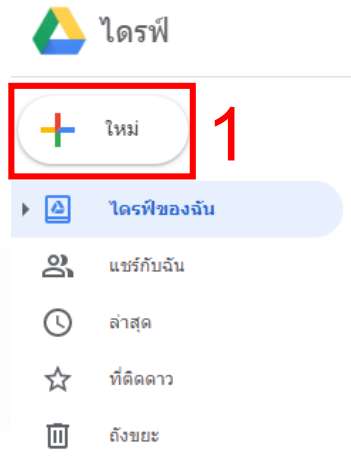 ไดรฟ์
ใหม่ 1
ไดรฟ์ของฉัน
แชร์กับฉัน
ล่าสุด
ที่ติดดาว
ถังขยะ